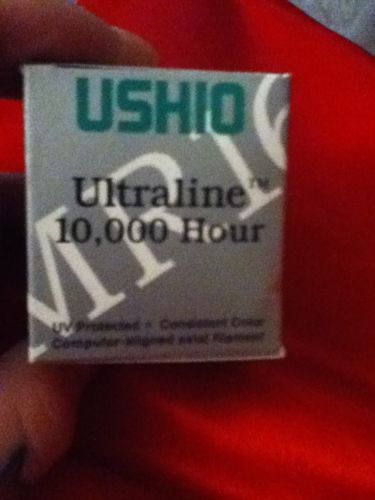 USHIO
MR16
Ultraline™
10,000 Hour
UV Protected • Consistent Color
Computer-aligned axial filament